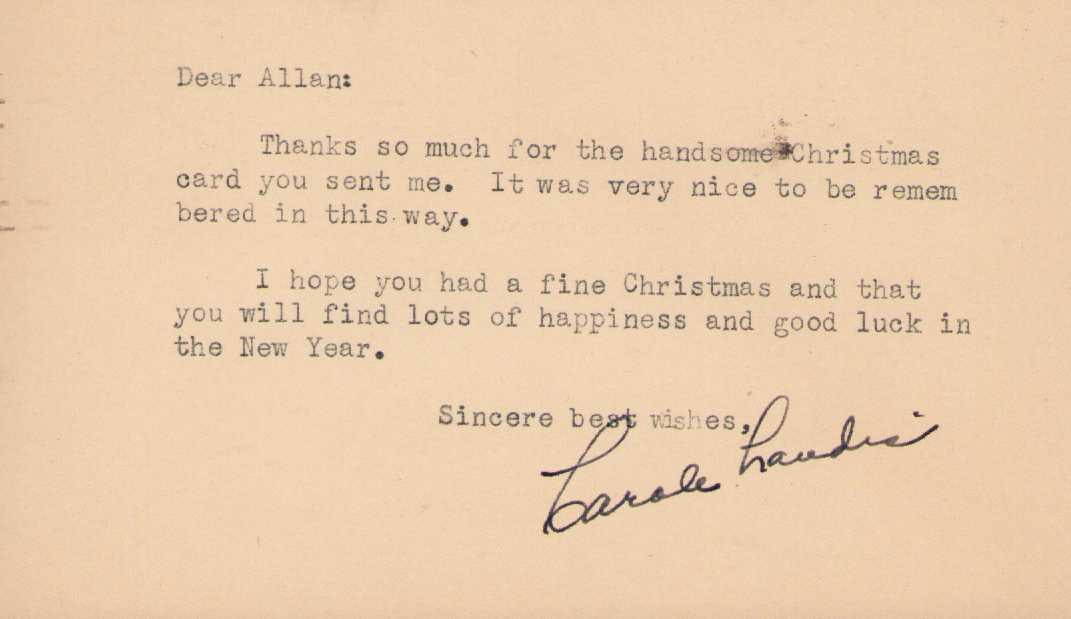 Dear Allan:
Thanks so much for the handsome Christmas
card you sent me. It was very nice to be remem
bered in this way.
I hope you had a fine Christmas and that
you will find lots of happiness and good luck in
the New Year.
Sincere best wishes,
Carole Landis